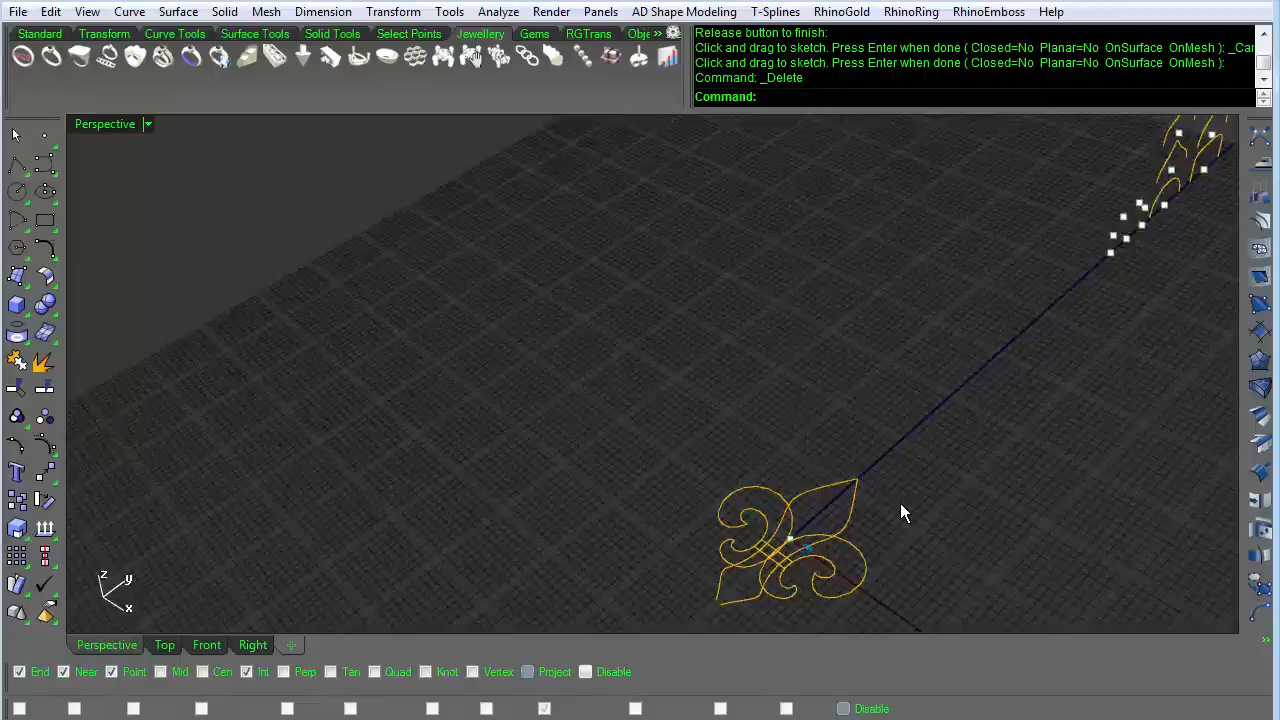 File Edit View Curve Surface Solid Mesh Dimension Transform Tools Analyze Render Panels AD Shape Modeling T-Splines RhinoGold RhinoRing RhinoEmboss Help
Standard Transform Curve Tools Surface Tools Solid Tools Select Points Jewellery Gems RGTrans Obje »
Release button to finish:
Click and drag to sketch. Press Enter when done ( Closed=No Planar=No OnSurface OnMesh ): _Can
Click and drag to sketch. Press Enter when done ( Closed=No Planar=No OnSurface OnMesh ):
Command: _Delete
Command:
Perspective
z
y
x
Perspective Top Front Right
End Near Point Mid Cen Int Perp Tan Quad Knot Vertex Project Disable
Disable